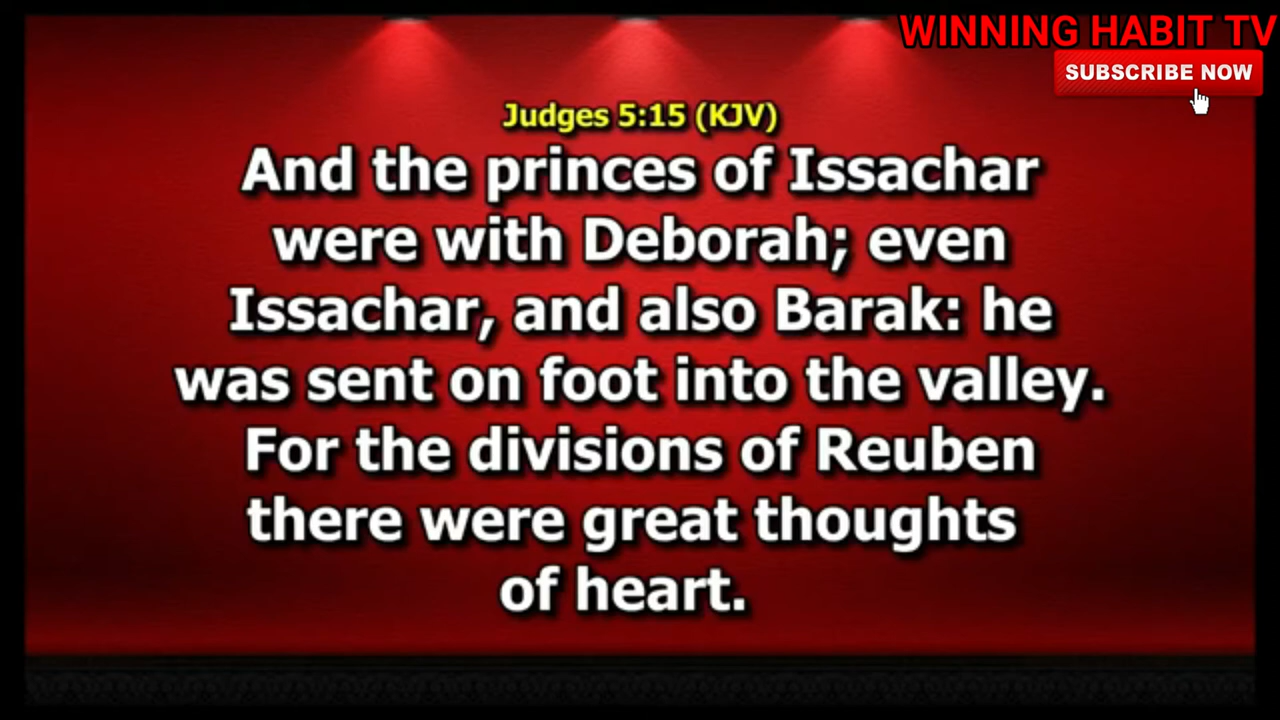 WINNING HABIT TV
SUBSCRIBE NOW
Judges 5:15 (KJV)
And the princes of Issachar
were with Deborah; even
Issachar, and also Barak: he
was sent on foot into the valley.
For the divisions of Reuben
there were great thoughts
of heart.